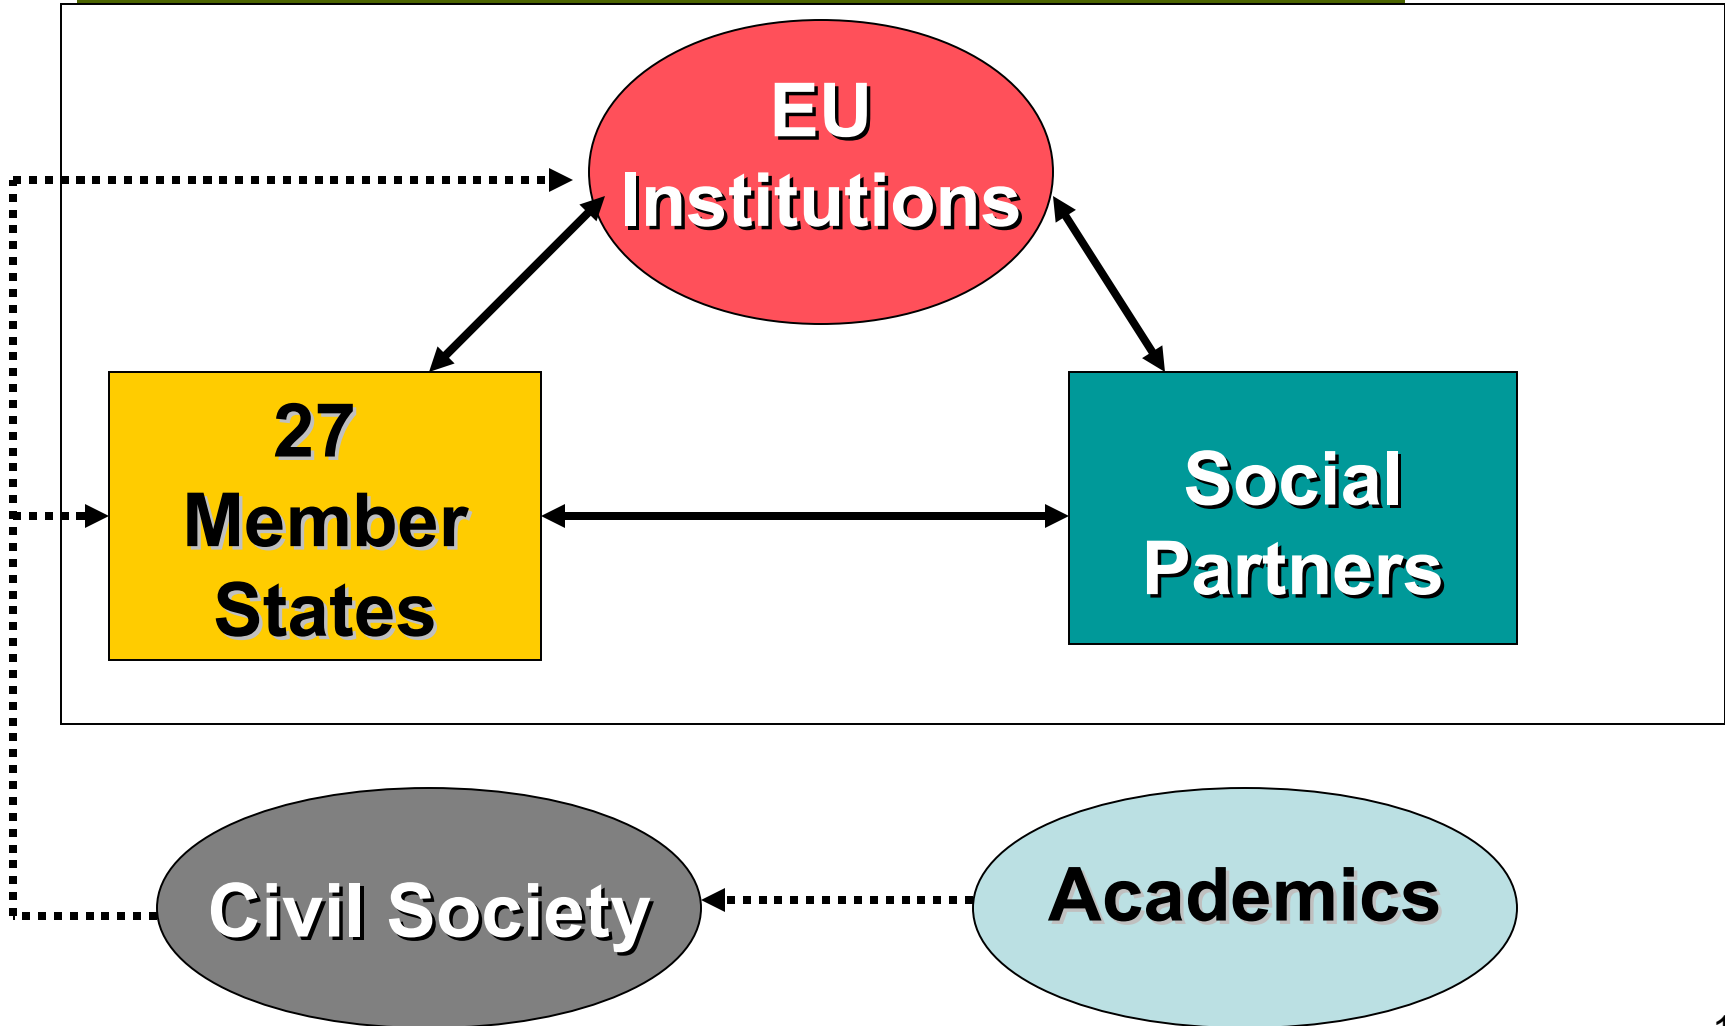 EU
Institutions
27
Member
States
Social
Partners
Civil Society
Academics